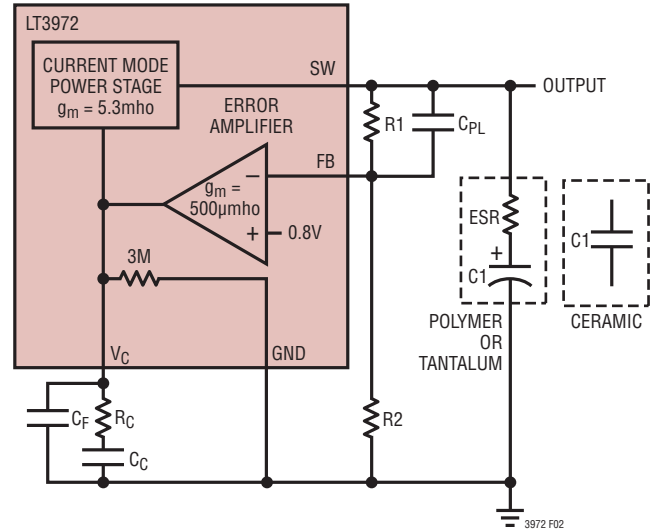 LT3972
CURRENT MODE
POWER STAGE
gm = 5.3mho
SW
OUTPUT
ERROR
AMPLIFIER
R1
CPL
FB
–
gm =
500µmho
+
0.8V
ESR
+
C1
C1
3M
POLYMER
OR
TANTALUM
CERAMIC
VC
GND
CF
RC
CC
R2
3972 F02